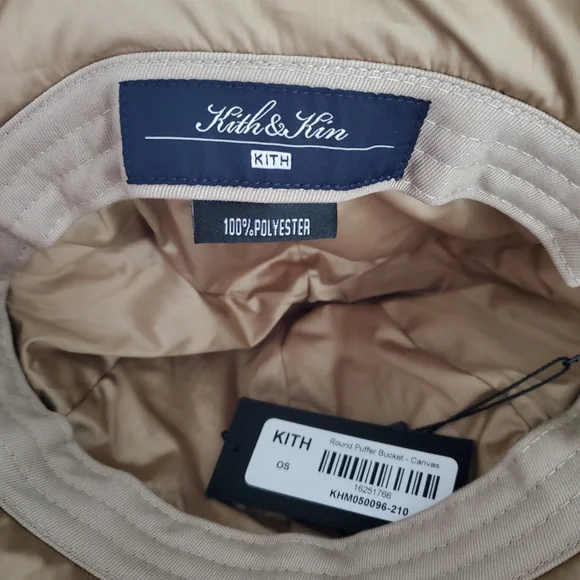 Kith&Kin
KITH
100%POLYESTER
KITH
Round Puffer Bucket - Canvas
OS
16251766
KHM050096-210